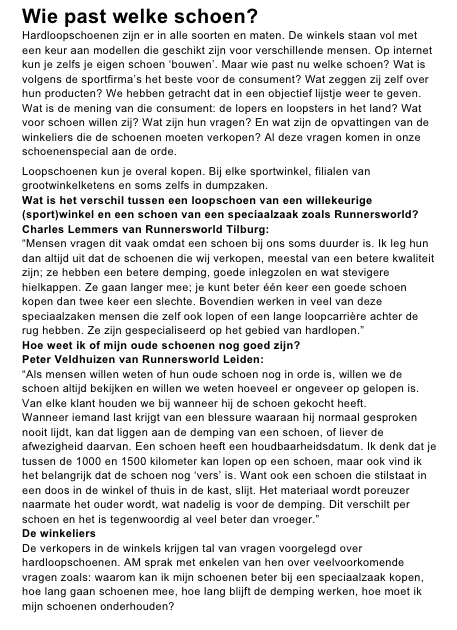 Wie past welke schoen?
Hardloopschoenen zijn er in alle soorten en maten. De winkels staan vol met
een keur aan modellen die geschikt zijn voor verschillende mensen. Op internet
kun je zelfs je eigen schoen ‘bouwen’. Maar wie past nu welke schoen? Wat is
volgens de sportfirma’s het beste voor de consument? Wat zeggen zij zelf over
hun producten? We hebben getracht dat in een objectief lijstje weer te geven.
Wat is de mening van die consument: de lopers en loopsters in het land? Wat
voor schoen willen zij? Wat zijn hun vragen? En wat zijn de opvattingen van de
winkeliers die de schoenen moeten verkopen? Al deze vragen komen in onze
schoenenspecial aan de orde.
Loopschoenen kun je overal kopen. Bij elke sportwinkel, filialen van
grootwinkelketens en soms zelfs in dumpzaken.
Wat is het verschil tussen een loopschoen van een willekeurige
(sport)winkel en een schoen van een speciaalzaak zoals Runnersworld?
Charles Lemmers van Runnersworld Tilburg:
“Mensen vragen dit vaak omdat een schoen bij ons soms duurder is. Ik leg hun
dan altijd uit dat de schoenen die wij verkopen, meestal van een betere kwaliteit
zijn; ze hebben een betere demping, goede inlegzolen en wat stevigere
hielkappen. Ze gaan langer mee; je kunt beter één keer een goede schoen
kopen dan twee keer een slechte. Bovendien werken in veel van deze
speciaalzaken mensen die zelf ook lopen of een lange loopcarrière achter de
rug hebben. Ze zijn gespecialiseerd op het gebied van hardlopen.”
Hoe weet ik of mijn oude schoenen nog goed zijn?
Peter Veldhuizen van Runnersworld Leiden:
“Als mensen willen weten of hun oude schoen nog in orde is, willen we de
schoen altijd bekijken en willen we weten hoeveel er ongeveer op gelopen is.
Van elke klant houden we bij wanneer hij de schoen gekocht heeft.
Wanneer iemand last krijgt van een blessure waaraan hij normaal gesproken
nooit lijdt, kan dat liggen aan de demping van een schoen, of liever de
afwezigheid daarvan. Een schoen heeft een houdbaarheidsdatum. Ik denk dat je
tussen de 1000 en 1500 kilometer kan lopen op een schoen, maar ook vind ik
het belangrijk dat de schoen nog ‘vers’ is. Want ook een schoen die stilstaat in
een doos in de winkel of thuis in de kast, slijt. Het materiaal wordt poreuzer
naarmate het ouder wordt, wat nadelig is voor de demping. Dit verschilt per
schoen en het is tegenwoordig al veel beter dan vroeger.”
De winkeliers
De verkopers in de winkels krijgen tal van vragen voorgelegd over
hardloopschoenen. AM sprak met enkelen van hen over veelvoorkomende
vragen zoals: waarom kan ik mijn schoenen beter bij een speciaalzaak kopen,
hoe lang gaan schoenen mee, hoe lang blijft de demping werken, hoe moet ik
mijn schoenen onderhouden?